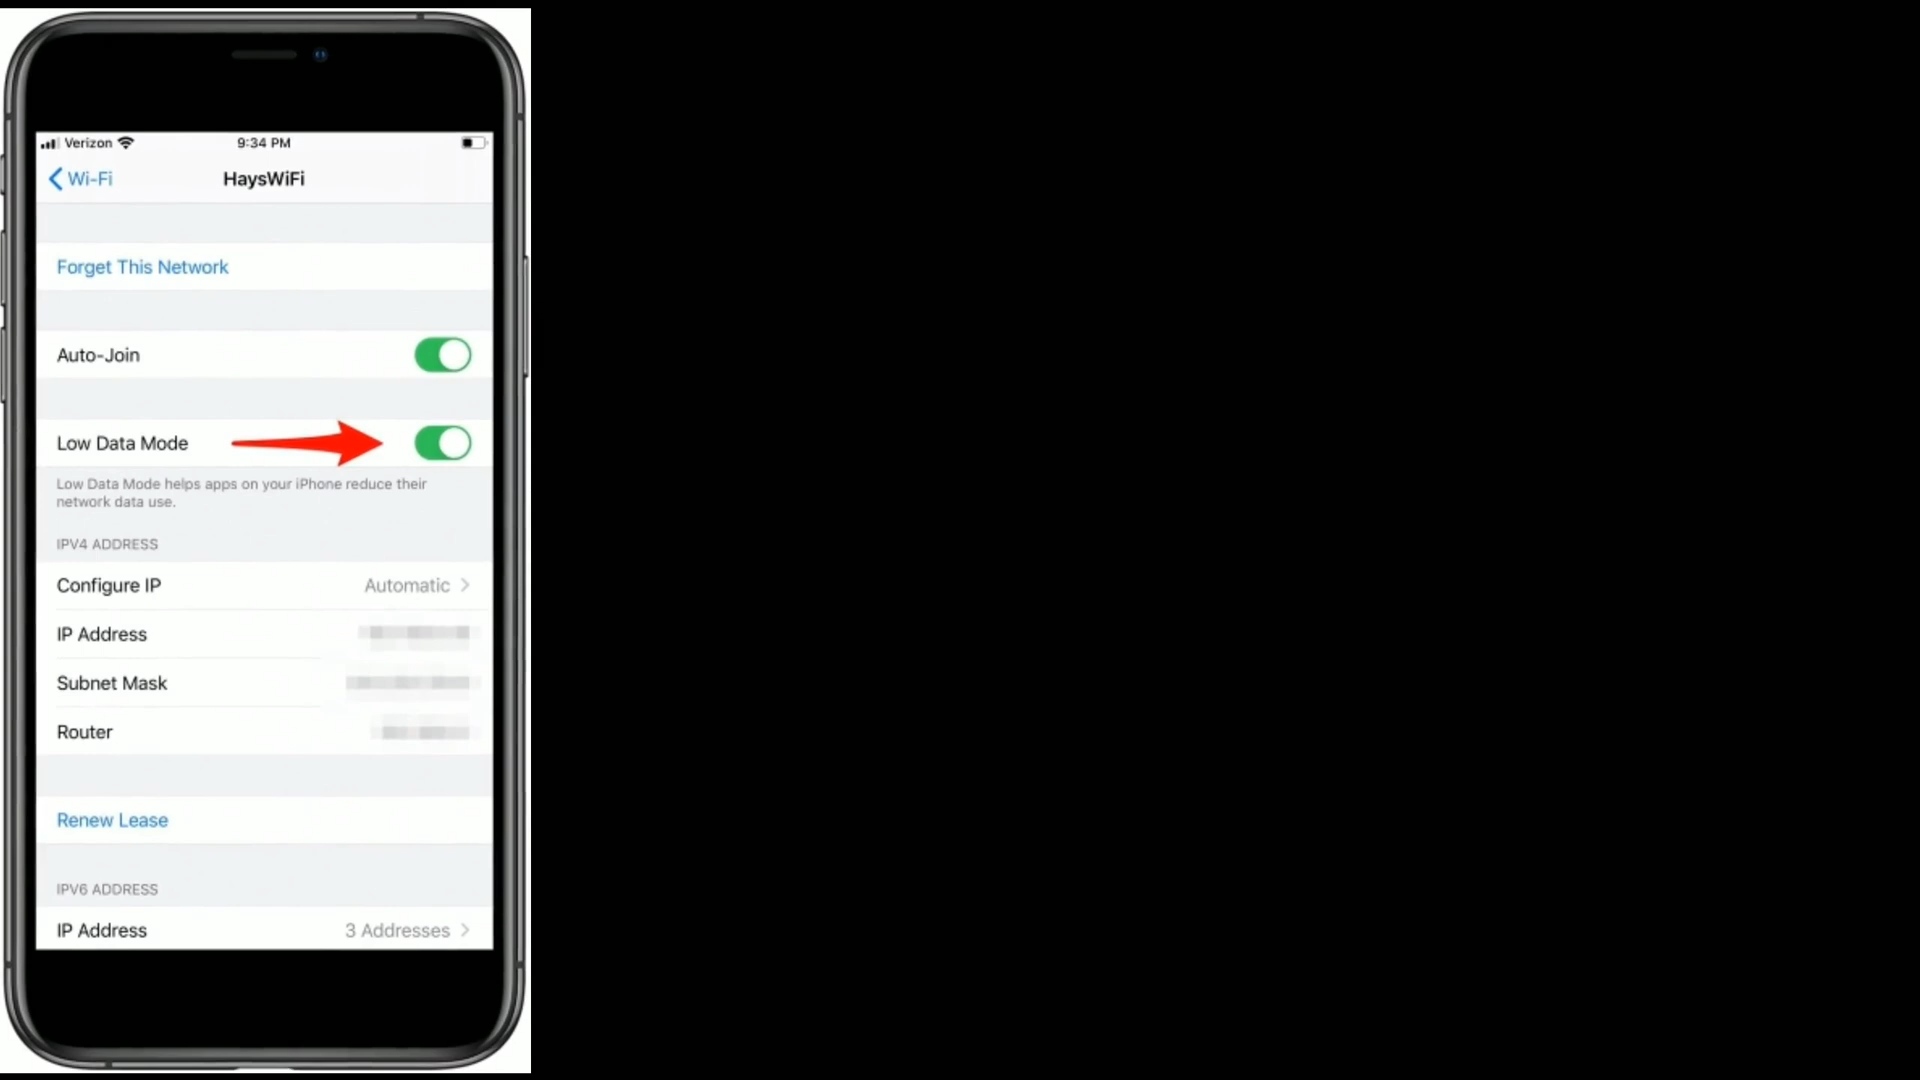 Verizon 9:34 PM
Wi-Fi HaysWiFi
Forget This Network
Auto-Join
Low Data Mode
Low Data Mode helps apps on your iPhone reduce their
network data use.
IPV4 ADDRESS
Configure IP Automatic
IP Address
Subnet Mask
Router
Renew Lease
IPV6 ADDRESS
IP Address 3 Addresses